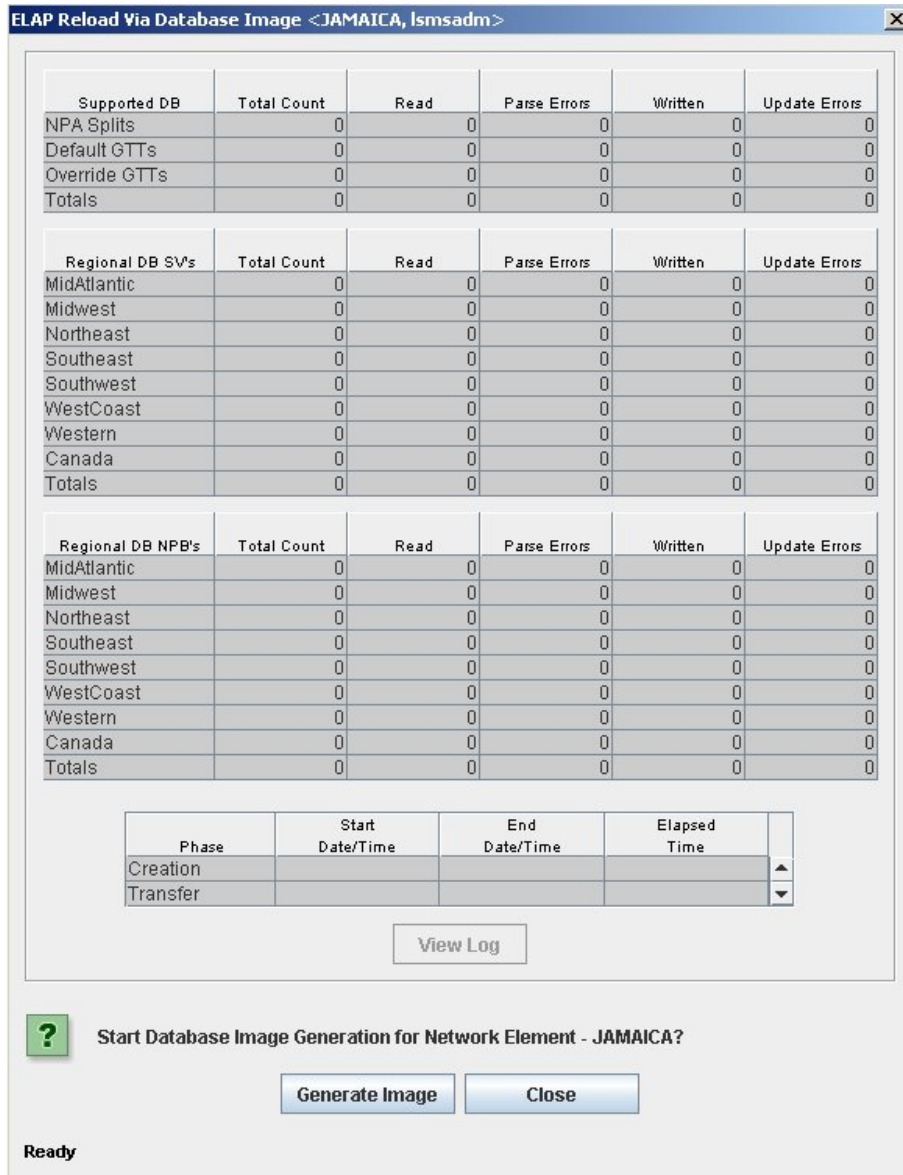 ELAP Reload Via Database Image <JAMAICA, lsmsadm>
Supported DB Total Count Read Parse Errors Written Update Errors
NPA Splits 0 0 0 0 0
Default GTTs 0 0 0 0 0
Override GTTs 0 0 0 0 0
Totals 0 0 0 0 0
Regional DB SV's Total Count Read Parse Errors Written Update Errors
MidAtlantic 0 0 0 0 0
Midwest 0 0 0 0 0
Northeast 0 0 0 0 0
Southeast 0 0 0 0 0
Southwest 0 0 0 0 0
WestCoast 0 0 0 0 0
Western 0 0 0 0 0
Canada 0 0 0 0 0
Totals 0 0 0 0 0
Regional DB NPB's Total Count Read Parse Errors Written Update Errors
MidAtlantic 0 0 0 0 0
Midwest 0 0 0 0 0
Northeast 0 0 0 0 0
Southeast 0 0 0 0 0
Southwest 0 0 0 0 0
WestCoast 0 0 0 0 0
Western 0 0 0 0 0
Canada 0 0 0 0 0
Totals 0 0 0 0 0
Start End Elapsed
Phase Date/Time Date/Time Time
Creation
Transfer
View Log
? Start Database Image Generation for Network Element - JAMAICA?
Generate Image Close
Ready